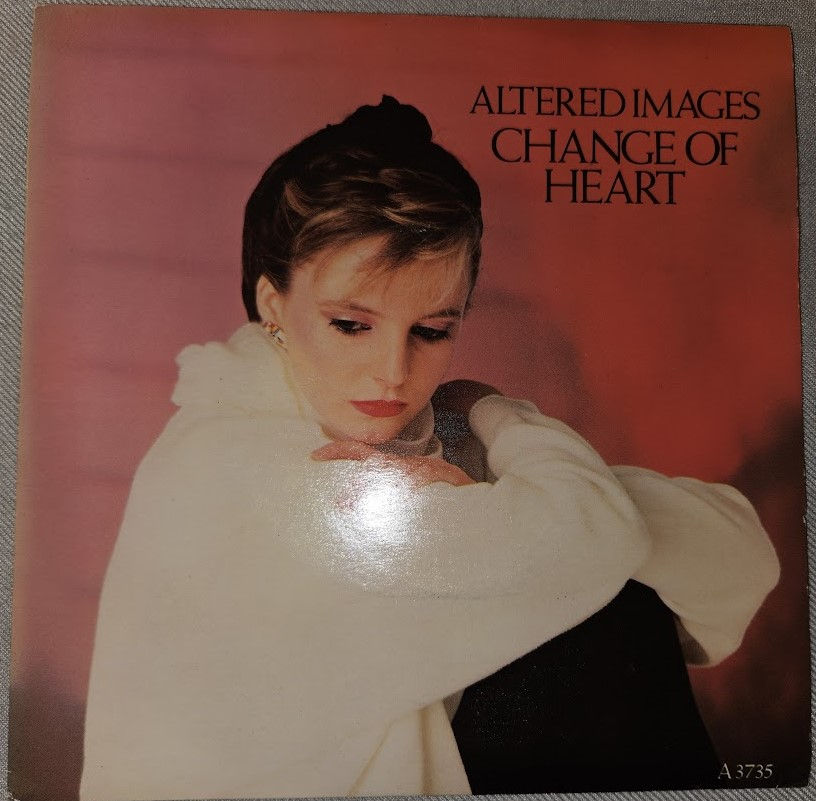 ALTERED IMAGES
CHANGE OF
HEART
A 3735